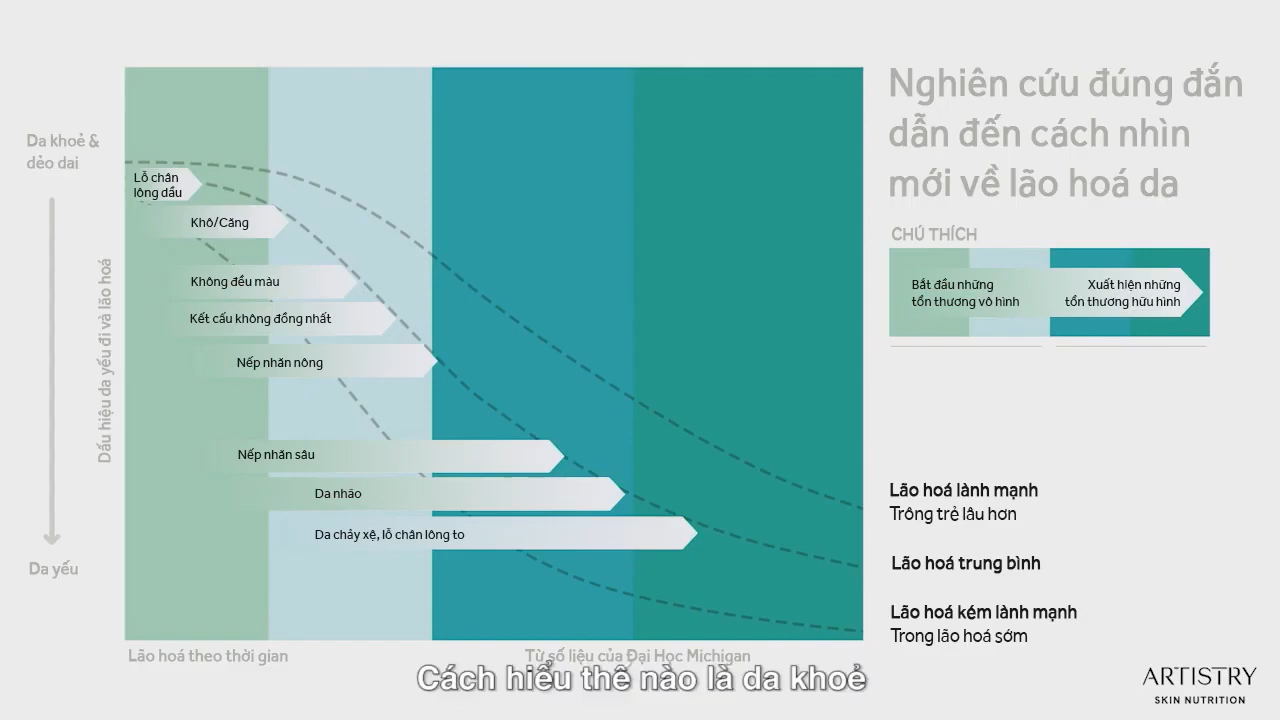 Nghiên cứu đúng đắn
dẫn đến cách nhìn
mới về lão hoá da
Da khoẻ &
dẻo dai
Dấu hiệu da yếu đi và lão hoá
Da yếu
Lỗ chân
lông dầu
Khô/Căng
Không đều màu
Kết cấu không đồng nhất
Nếp nhăn nông
Nếp nhăn sâu
Da nhão
Da chảy xệ, lỗ chân lông to
CHÚ THÍCH
Bắt đầu những
tổn thương vô hình
Xuất hiện những
tổn thương hữu hình
Lão hoá lành mạnh
Trông trẻ lâu hơn
Lão hoá trung bình
Lão hoá kém lành mạnh
Trong lão hoá sớm
Lão hoá theo thời gian
Từ số liệu của Đại Học Michigan
Cách hiểu thế nào là da khoẻ
ARTISTRY
SKIN NUTRITION